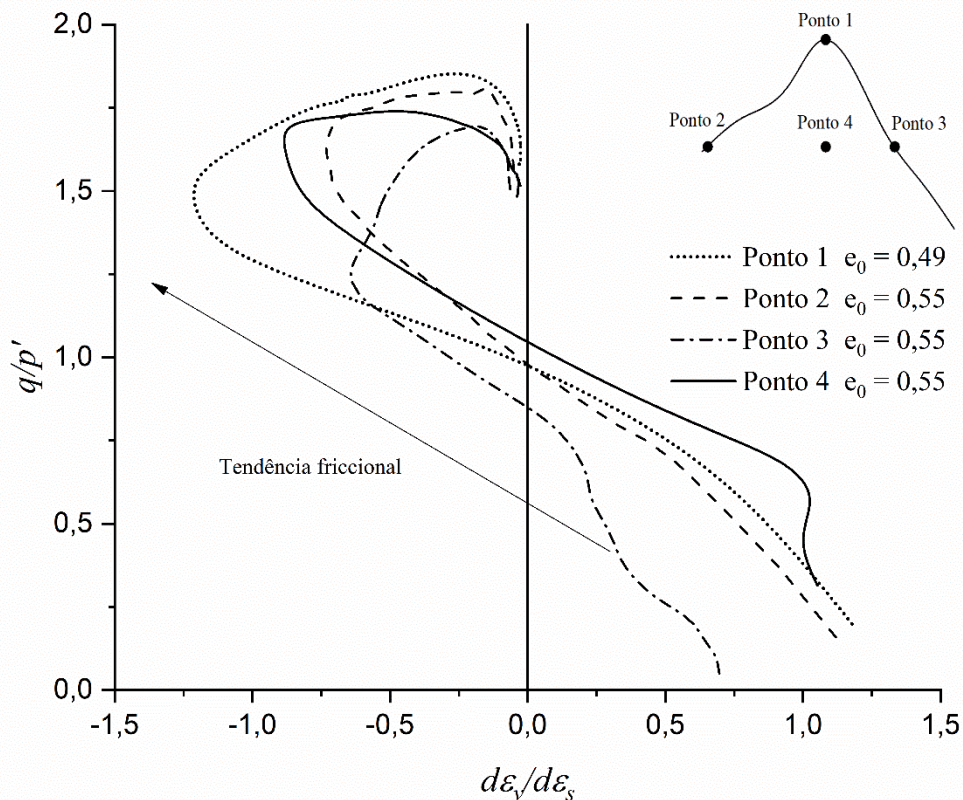 2,0
1,5
1,0
0,5
0,0
q/p'
-1,5 -1,0 -0,5 0,0 0,5 1,0 1,5
dε_v/dε_s
Tendência friccional
Ponto 1
Ponto 2
Ponto 4
Ponto 3
Ponto 1 e₀ = 0,49
Ponto 2 e₀ = 0,55
Ponto 3 e₀ = 0,55
Ponto 4 e₀ = 0,55